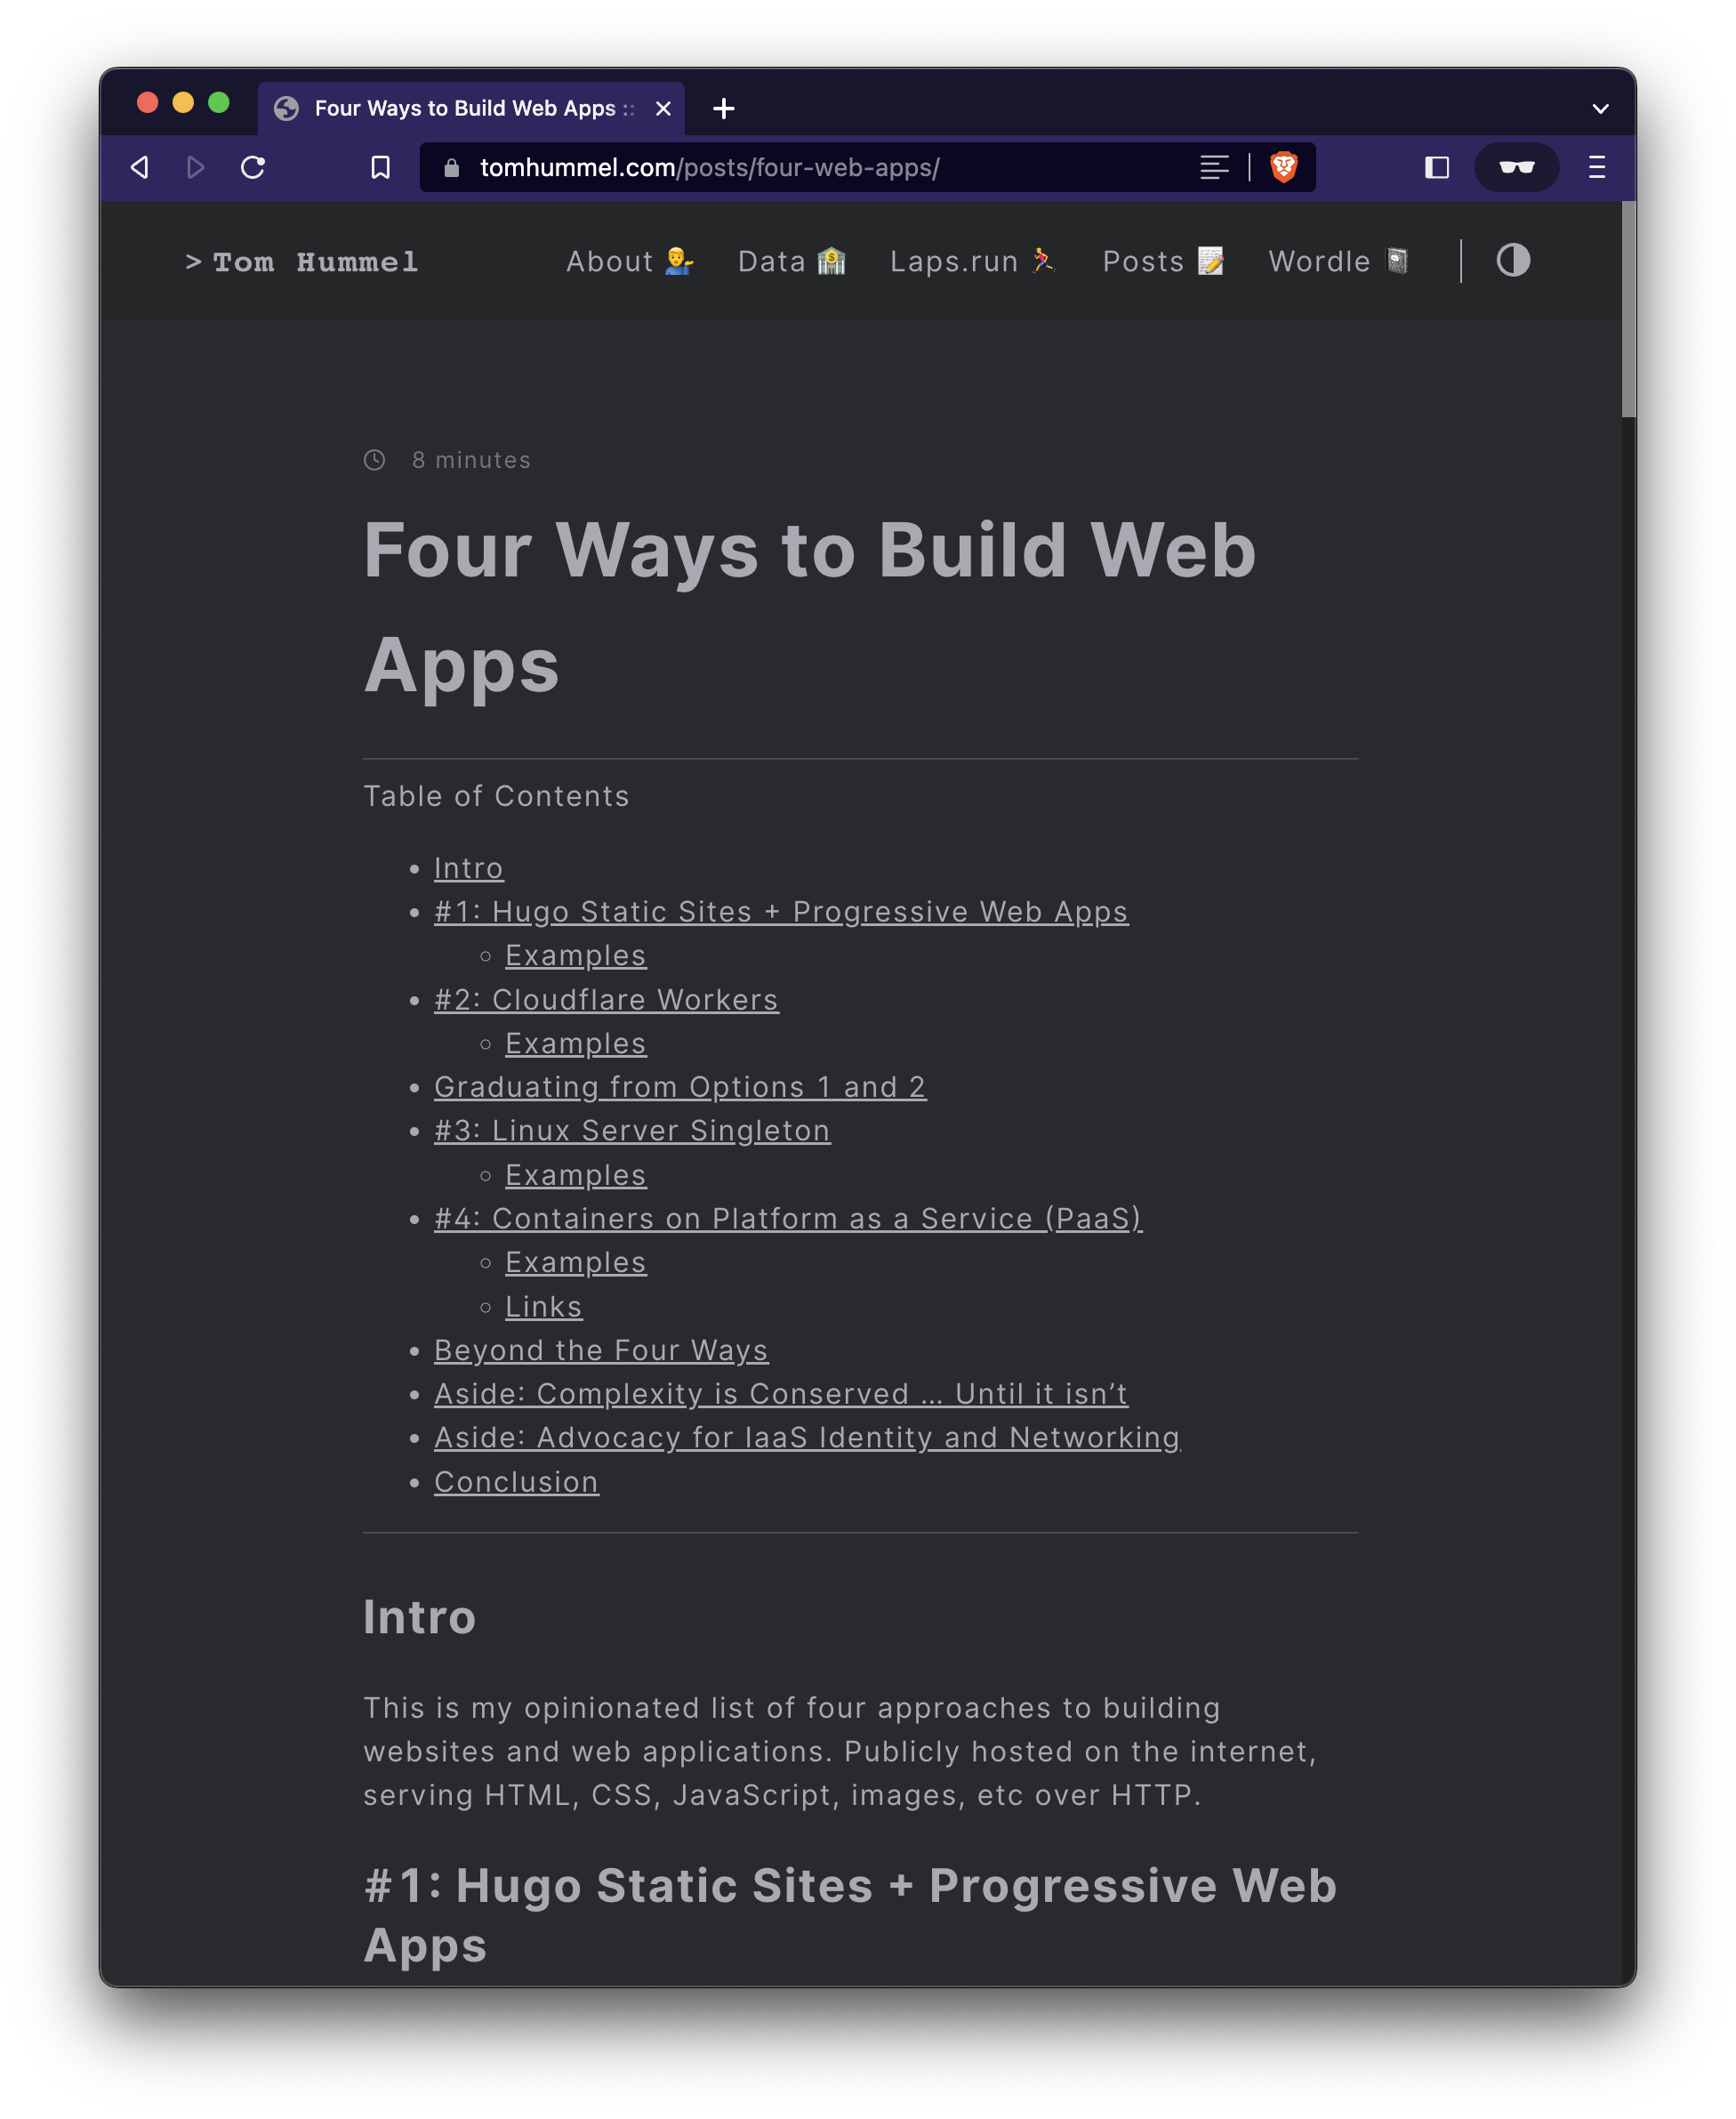 Four Ways to Build Web Apps ::
tomhummel.com/posts/four-web-apps/
> Tom Hummel
About 💁‍♂️ Data 🏦 Laps.run 🏃‍♀️ Posts 📝 Wordle 📓
8 minutes
Four Ways to Build Web
Apps
Table of Contents
• Intro
• #1: Hugo Static Sites + Progressive Web Apps
◦ Examples
• #2: Cloudflare Workers
◦ Examples
• Graduating from Options 1 and 2
• #3: Linux Server Singleton
◦ Examples
• #4: Containers on Platform as a Service (PaaS)
◦ Examples
◦ Links
• Beyond the Four Ways
• Aside: Complexity is Conserved … Until it isn’t
• Aside: Advocacy for IaaS Identity and Networking
• Conclusion
Intro
This is my opinionated list of four approaches to building
websites and web applications. Publicly hosted on the internet,
serving HTML, CSS, JavaScript, images, etc over HTTP.
#1: Hugo Static Sites + Progressive Web
Apps